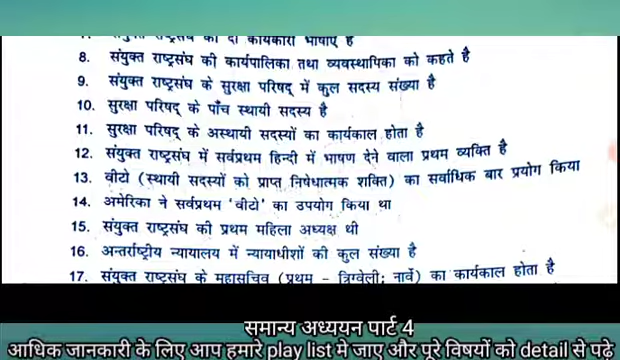 7. संयुक्त राष्ट्रसंघ की दो कार्यकारी भाषाएँ हैं
8. संयुक्त राष्ट्रसंघ की कार्यपालिका तथा व्यवस्थापिका को कहते है
9. संयुक्त राष्ट्रसंघ के सुरक्षा परिषद् में कुल सदस्य संख्या है
10. सुरक्षा परिषद् के पाँच स्थायी सदस्य है
11. सुरक्षा परिषद् के अस्थायी सदस्यों का कार्यकाल होता है
12. संयुक्त राष्ट्रसंघ में सर्वप्रथम हिन्दी में भाषण देने वाला प्रथम व्यक्ति है
13. वीटो (स्थायी सदस्यों को प्राप्त निषेधात्मक शक्ति) का सर्वाधिक बार प्रयोग किया
14. अमेरिका ने सर्वप्रथम 'वीटो' का उपयोग किया था
15. संयुक्त राष्ट्रसंघ की प्रथम महिला अध्यक्ष थी
16. अन्तर्राष्ट्रीय न्यायालय में न्यायाधीशों की कुल संख्या है
17. संयुक्त राष्ट्रसंघ के महासचिव (प्रथम – त्रिग्वेली; नार्वे) का कार्यकाल होता है
समान्य अध्ययन पार्ट 4
आधिक जानकारी के लिए आप हमारे play list मे जाए और पूरे विषयों को detail से पढ़े